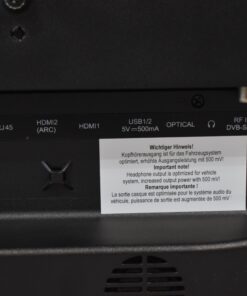 J45 HDMI2 HDMI1 USB1/2 OPTICAL RF
(ARC) 5V⎓500mA DVB-S
Wichtiger Hinweis!
Kopfhörerausgang ist für das Fahrzeugsystem
optimiert, erhöhte Ausgangsleistung mit 500 mV!
Important note!
Headphone output is optimized for vehicle
system, increased output power with 500 mV!
Remarque importante !
La sortie casque est optimisée pour le système audio du
véhicule, puissance de sortie est augmentée de 500 mV